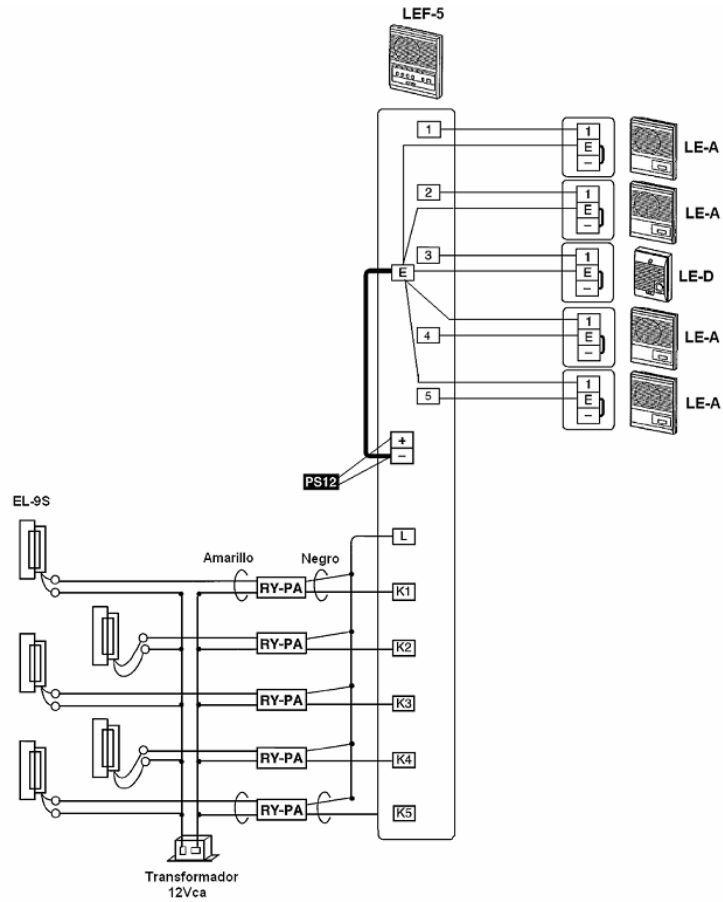 LEF-5
1
1
E
–
LE-A
2
1
E
–
LE-A
3
1
E
–
LE-D
E
4
1
E
–
LE-A
5
1
E
–
LE-A
+
–
PS12
EL-9S
L
Amarillo
Negro
RY-PA
K1
RY-PA
K2
RY-PA
K3
RY-PA
K4
RY-PA
K5
Transformador
12Vca